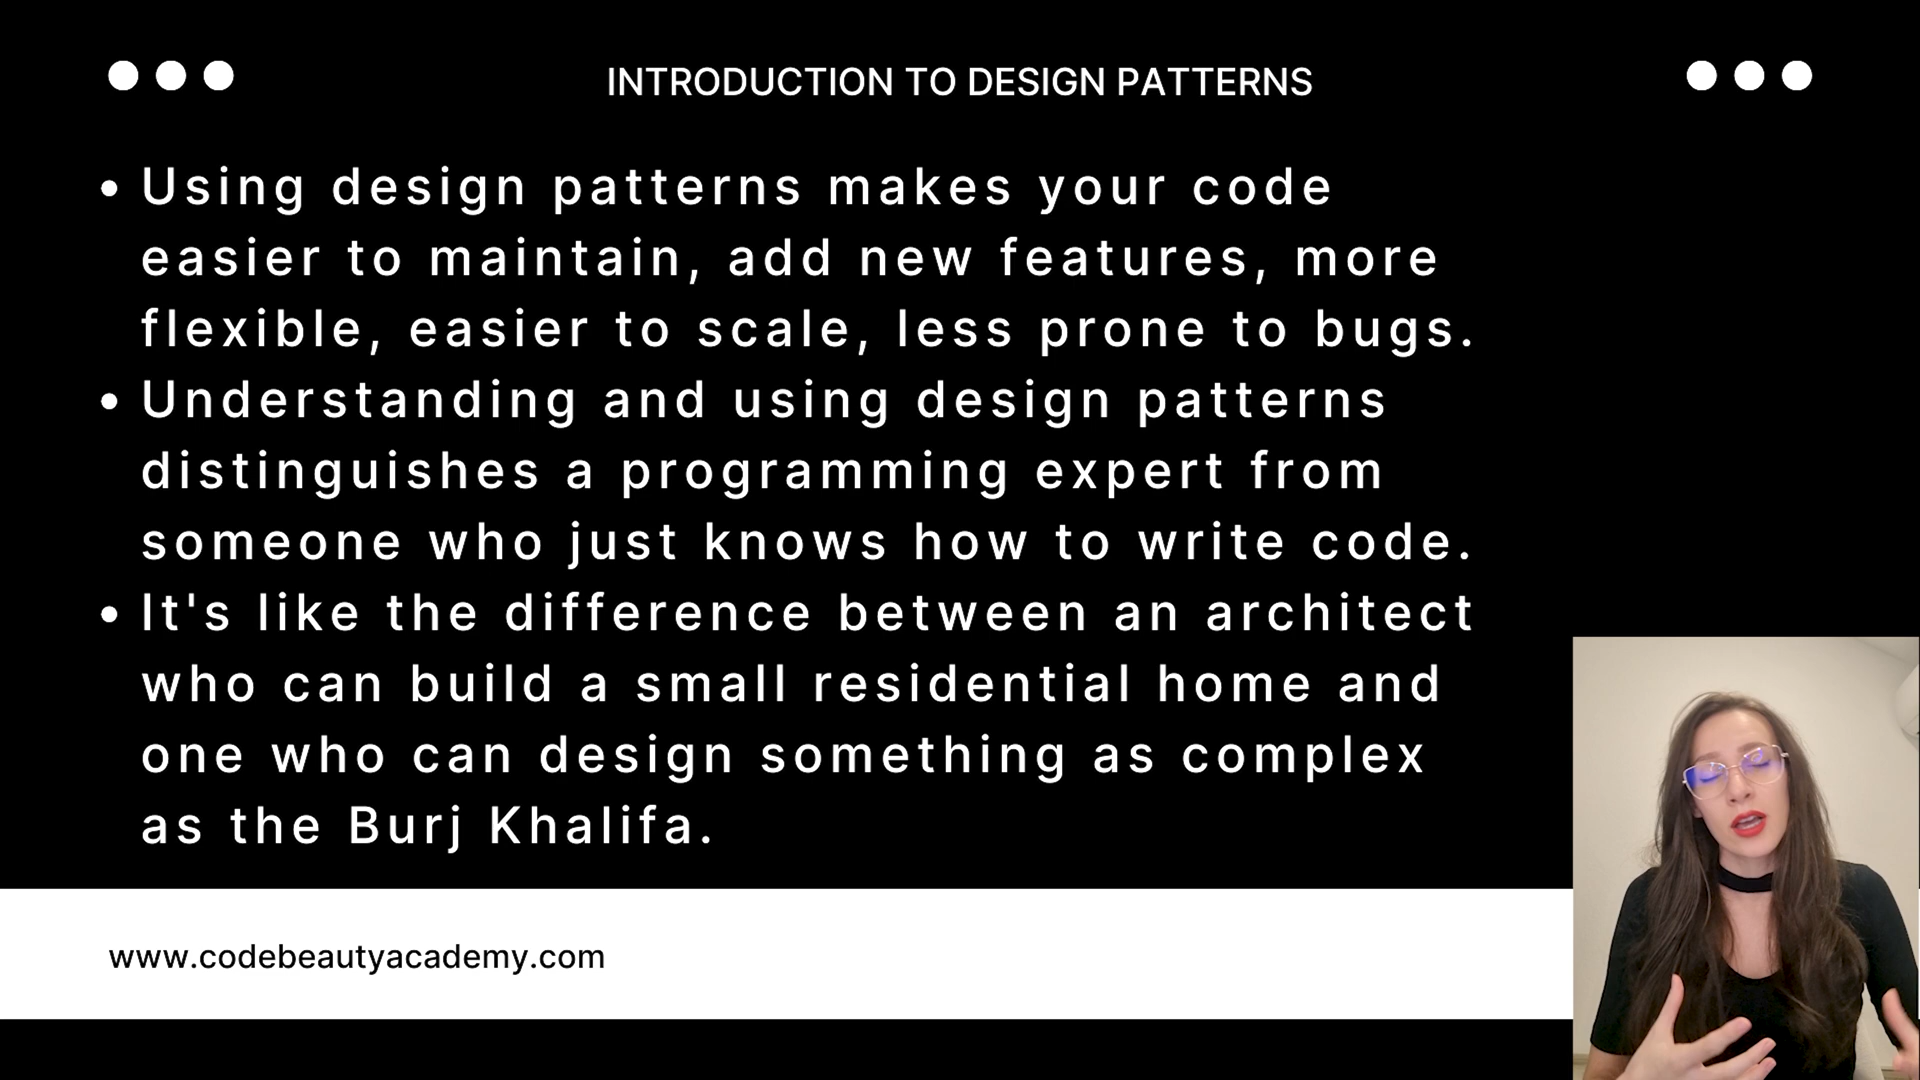 INTRODUCTION TO DESIGN PATTERNS
• Using design patterns makes your code
easier to maintain, add new features, more
flexible, easier to scale, less prone to bugs.
• Understanding and using design patterns
distinguishes a programming expert from
someone who just knows how to write code.
• It's like the difference between an architect
who can build a small residential home and
one who can design something as complex
as the Burj Khalifa.
www.codebeautyacademy.com